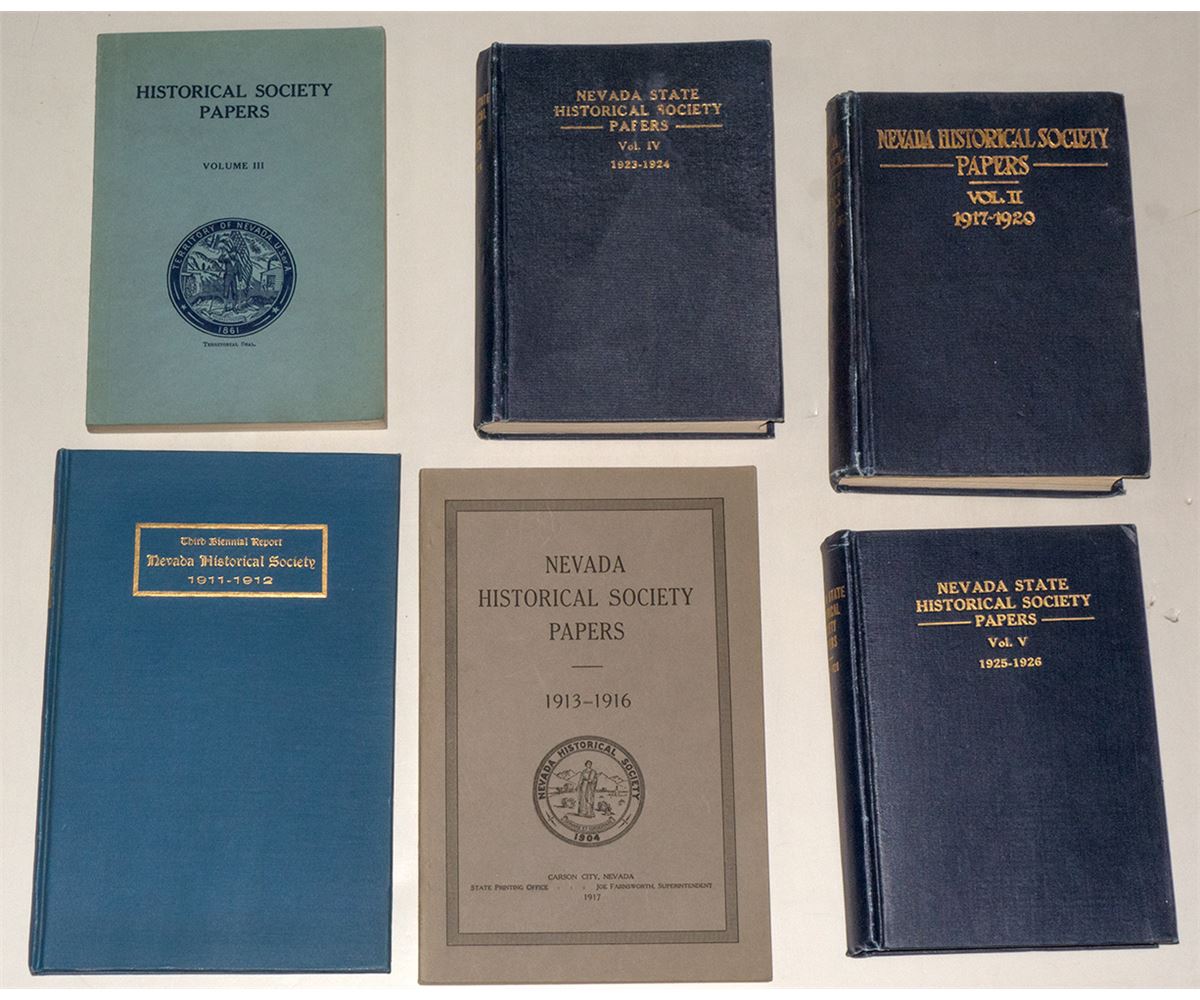 HISTORICAL SOCIETY
PAPERS
VOLUME III
TERRITORY OF NEVADA U.S. of A
1861
TERRITORIAL SEAL.
NEVADA STATE
HISTORICAL SOCIETY
PAPERS
Vol. IV
1923-1924
NEVADA HISTORICAL SOCIETY
PAPERS
VOL. II
1917-1920
Third Biennial Report
Nevada Historical Society
1911-1912
NEVADA
HISTORICAL SOCIETY
PAPERS
1913–1916
NEVADA HISTORICAL SOCIETY
1904
CARSON CITY, NEVADA
STATE PRINTING OFFICE : : : JOE FARNSWORTH, SUPERINTENDENT
1917
STATE
NEVADA STATE
HISTORICAL SOCIETY
PAPERS
Vol. V
1925-1926